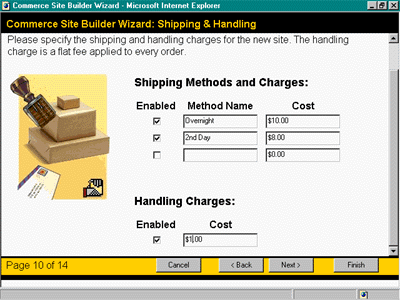 Commerce Site Builder Wizard - Microsoft Internet Explorer
Commerce Site Builder Wizard: Shipping & Handling
Please specify the shipping and handling charges for the new site. The handling
charge is a flat fee applied to every order.
Shipping Methods and Charges:
Enabled Method Name Cost
Overnight $10.00
2nd Day $8.00
$0.00
Handling Charges:
Enabled Cost
$1.00
Page 10 of 14 Cancel < Back Next > Finish